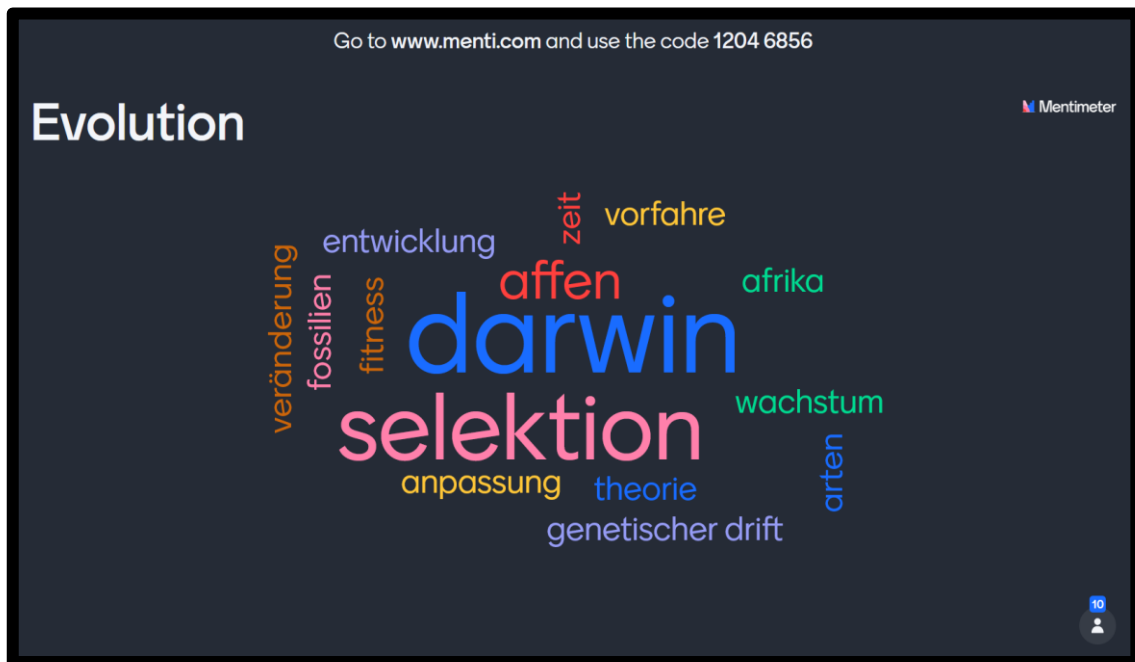 Go to www.menti.com and use the code 1204 6856
Evolution
Mentimeter
zeit
vorfahre
entwicklung
affen
afrika
veränderung
fossilien
fitness
darwin
selektion
wachstum
anpassung
theorie
arten
genetischer drift
10